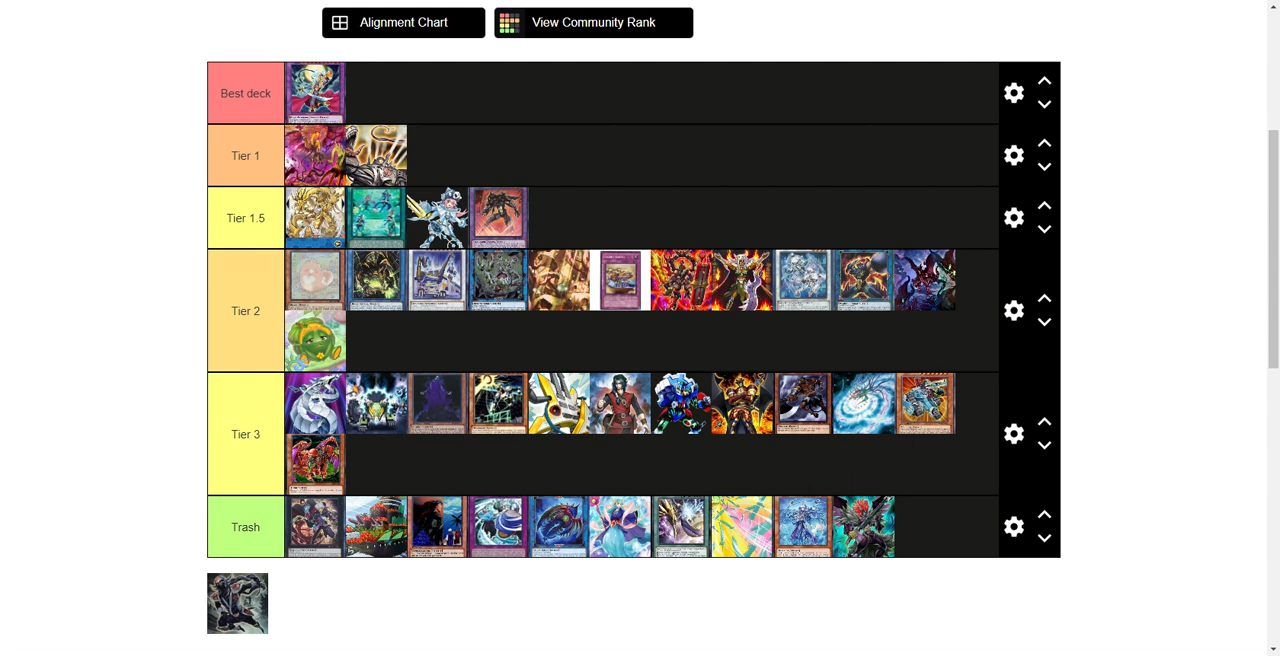 Alignment Chart
View Community Rank
Best deck
Tier 1
Tier 1.5
Tier 2
Tier 3
Trash